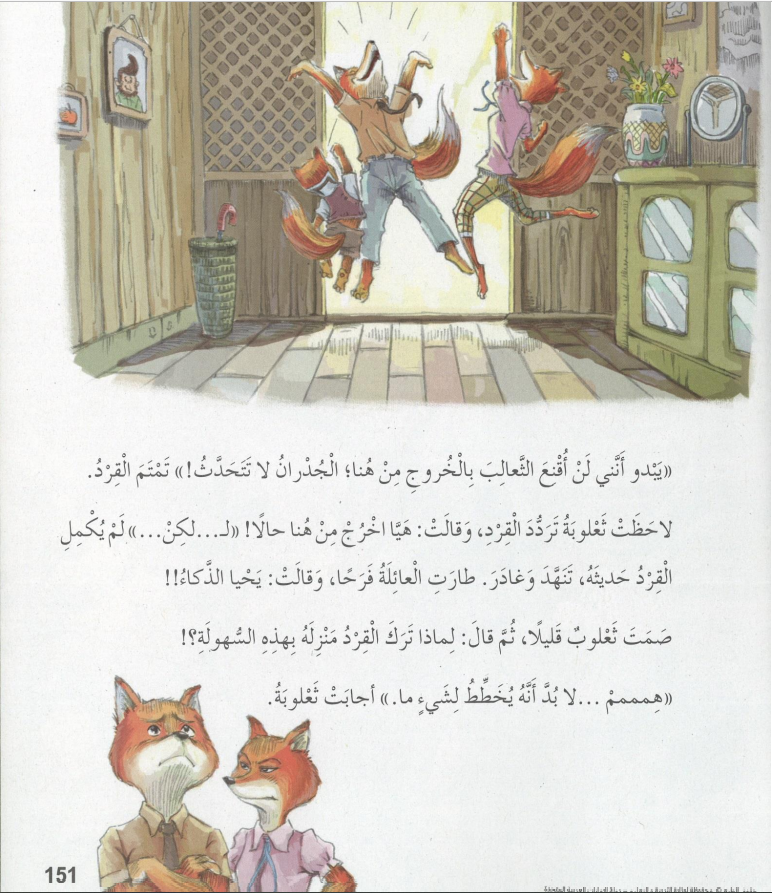 «يَبْدو أَنَّني لَنْ أُقْنِعَ الثَّعالِبَ بِالْخُروجِ مِنْ هُنا؛ الْجُدْرانُ لا تَتَحَدَّثُ!» تَمْتَمَ الْقِرْدُ.
لاحَظَتْ ثَعْلوبَةُ تَرَدُّدَ الْقِرْدِ، وَقالَتْ: هَيَّا اخْرُجْ مِنْ هُنا حالًا! «لـ...لكِنْ...» لَمْ يُكْمِلِ
الْقِرْدُ حَديثَهُ، تَنَهَّدَ وَغادَرَ. طارَتِ الْعائِلَةُ فَرَحًا، وَقالَتْ: يَحْيا الذَّكاءُ!!
صَمَتَ ثَعْلوبٌ قَليلًا، ثُمَّ قالَ: لِماذا تَرَكَ الْقِرْدُ مَنْزِلَهُ بِهذِهِ السُّهولَةِ؟!
«هِممممْ ...لا بُدَّ أَنَّهُ يُخَطِّطُ لِشَيءٍ ما.» أجابَتْ ثَعْلوبَةُ.
151